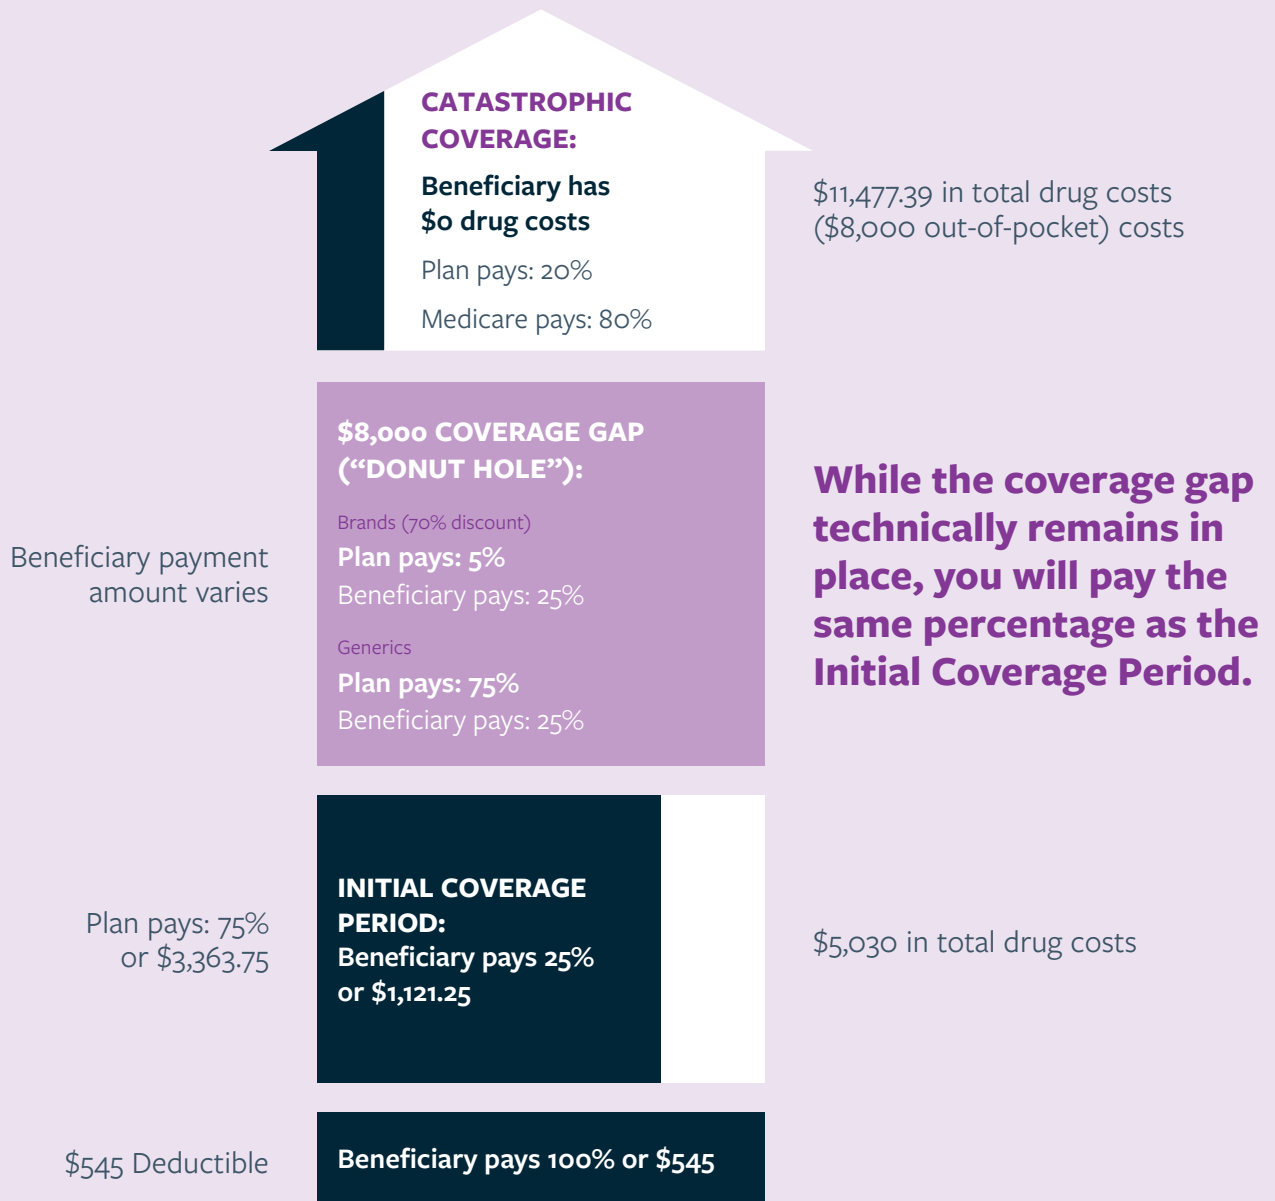 CATASTROPHIC
COVERAGE:
Beneficiary has
$0 drug costs
Plan pays: 20%
Medicare pays: 80%
$11,477.39 in total drug costs
($8,000 out-of-pocket) costs
Beneficiary payment
amount varies
$8,000 COVERAGE GAP
(“DONUT HOLE”):
Brands (70% discount)
Plan pays: 5%
Beneficiary pays: 25%
Generics
Plan pays: 75%
Beneficiary pays: 25%
While the coverage gap
technically remains in
place, you will pay the
same percentage as the
Initial Coverage Period.
Plan pays: 75%
or $3,363.75
INITIAL COVERAGE
PERIOD:
Beneficiary pays 25%
or $1,121.25
$5,030 in total drug costs
$545 Deductible
Beneficiary pays 100% or $545